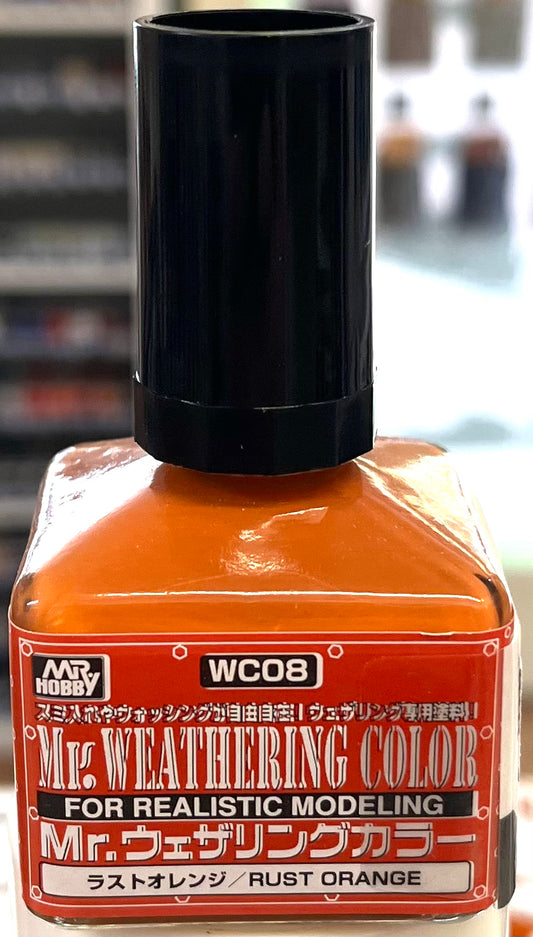 MR HOBBY
WC08
スミ入れやウォッシングが自由自在! ウェザリング専用塗料!
Mr. WEATHERING COLOR
FOR REALISTIC MODELING
Mr.ウェザリングカラー
ラストオレンジ/RUST ORANGE